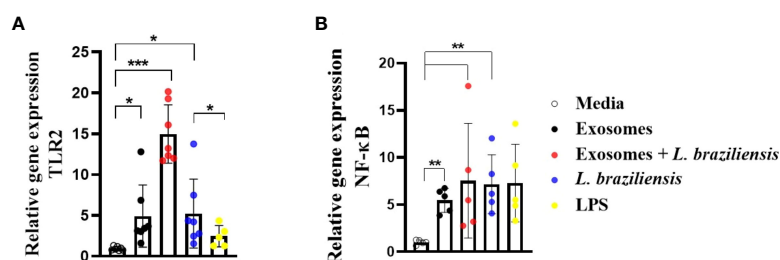 A
Relative gene expression
TLR2
25
20
15
10
5
0
*
***
*
*
B
Relative gene expression
NF-κB
20
15
10
5
0
**
**
Media
Exosomes
Exosomes + L. braziliensis
L. braziliensis
LPS